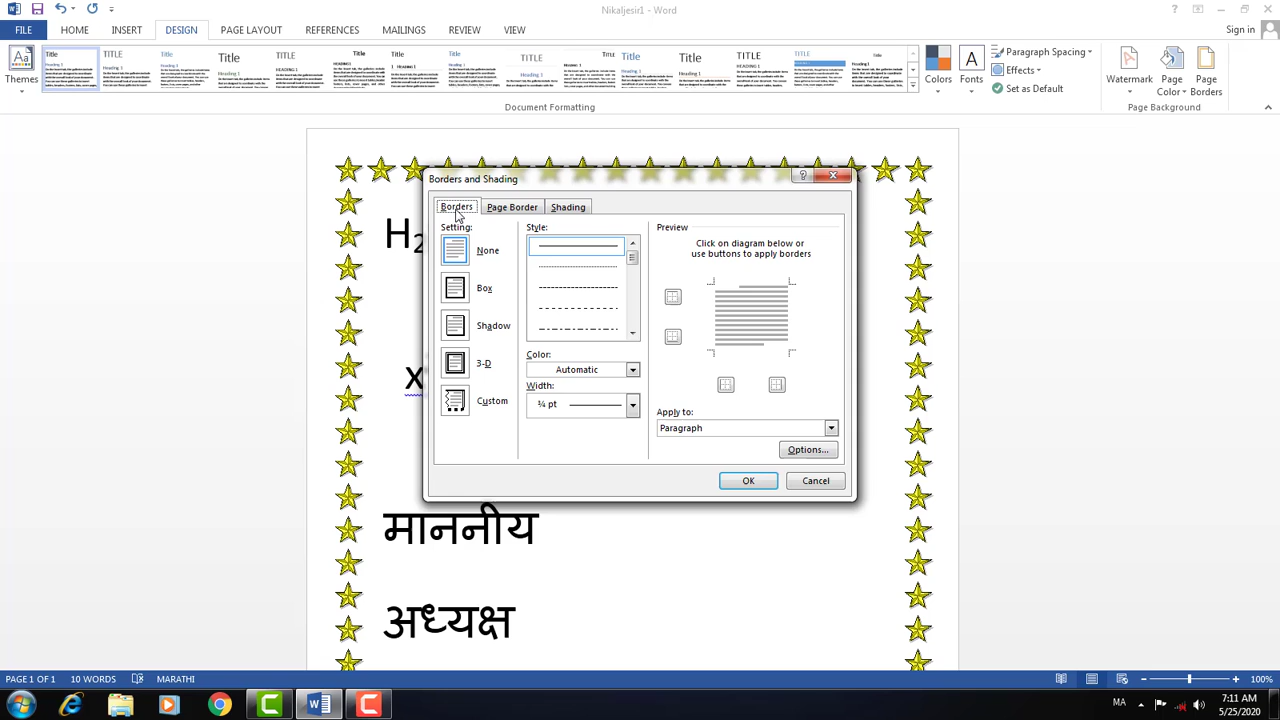 Nikaljesir1 - Word
FILE HOME INSERT DESIGN PAGE LAYOUT REFERENCES MAILINGS REVIEW VIEW Sign in
Themes
Colors
Fonts
Paragraph Spacing
Effects
Set as Default
Watermark
Page Color
Page Borders
Document Formatting
Page Background
H2
x
Borders and Shading
Borders Page Border Shading
Setting:
None
Box
Shadow
3-D
Custom
Style:
Color:
Automatic
Width:
¼ pt
Preview
Click on diagram below or
use buttons to apply borders
Apply to:
Paragraph
Options...
OK Cancel
माननीय
अध्यक्ष
PAGE 1 OF 1 10 WORDS MARATHI 100%
MA 7:11 AM
5/25/2020